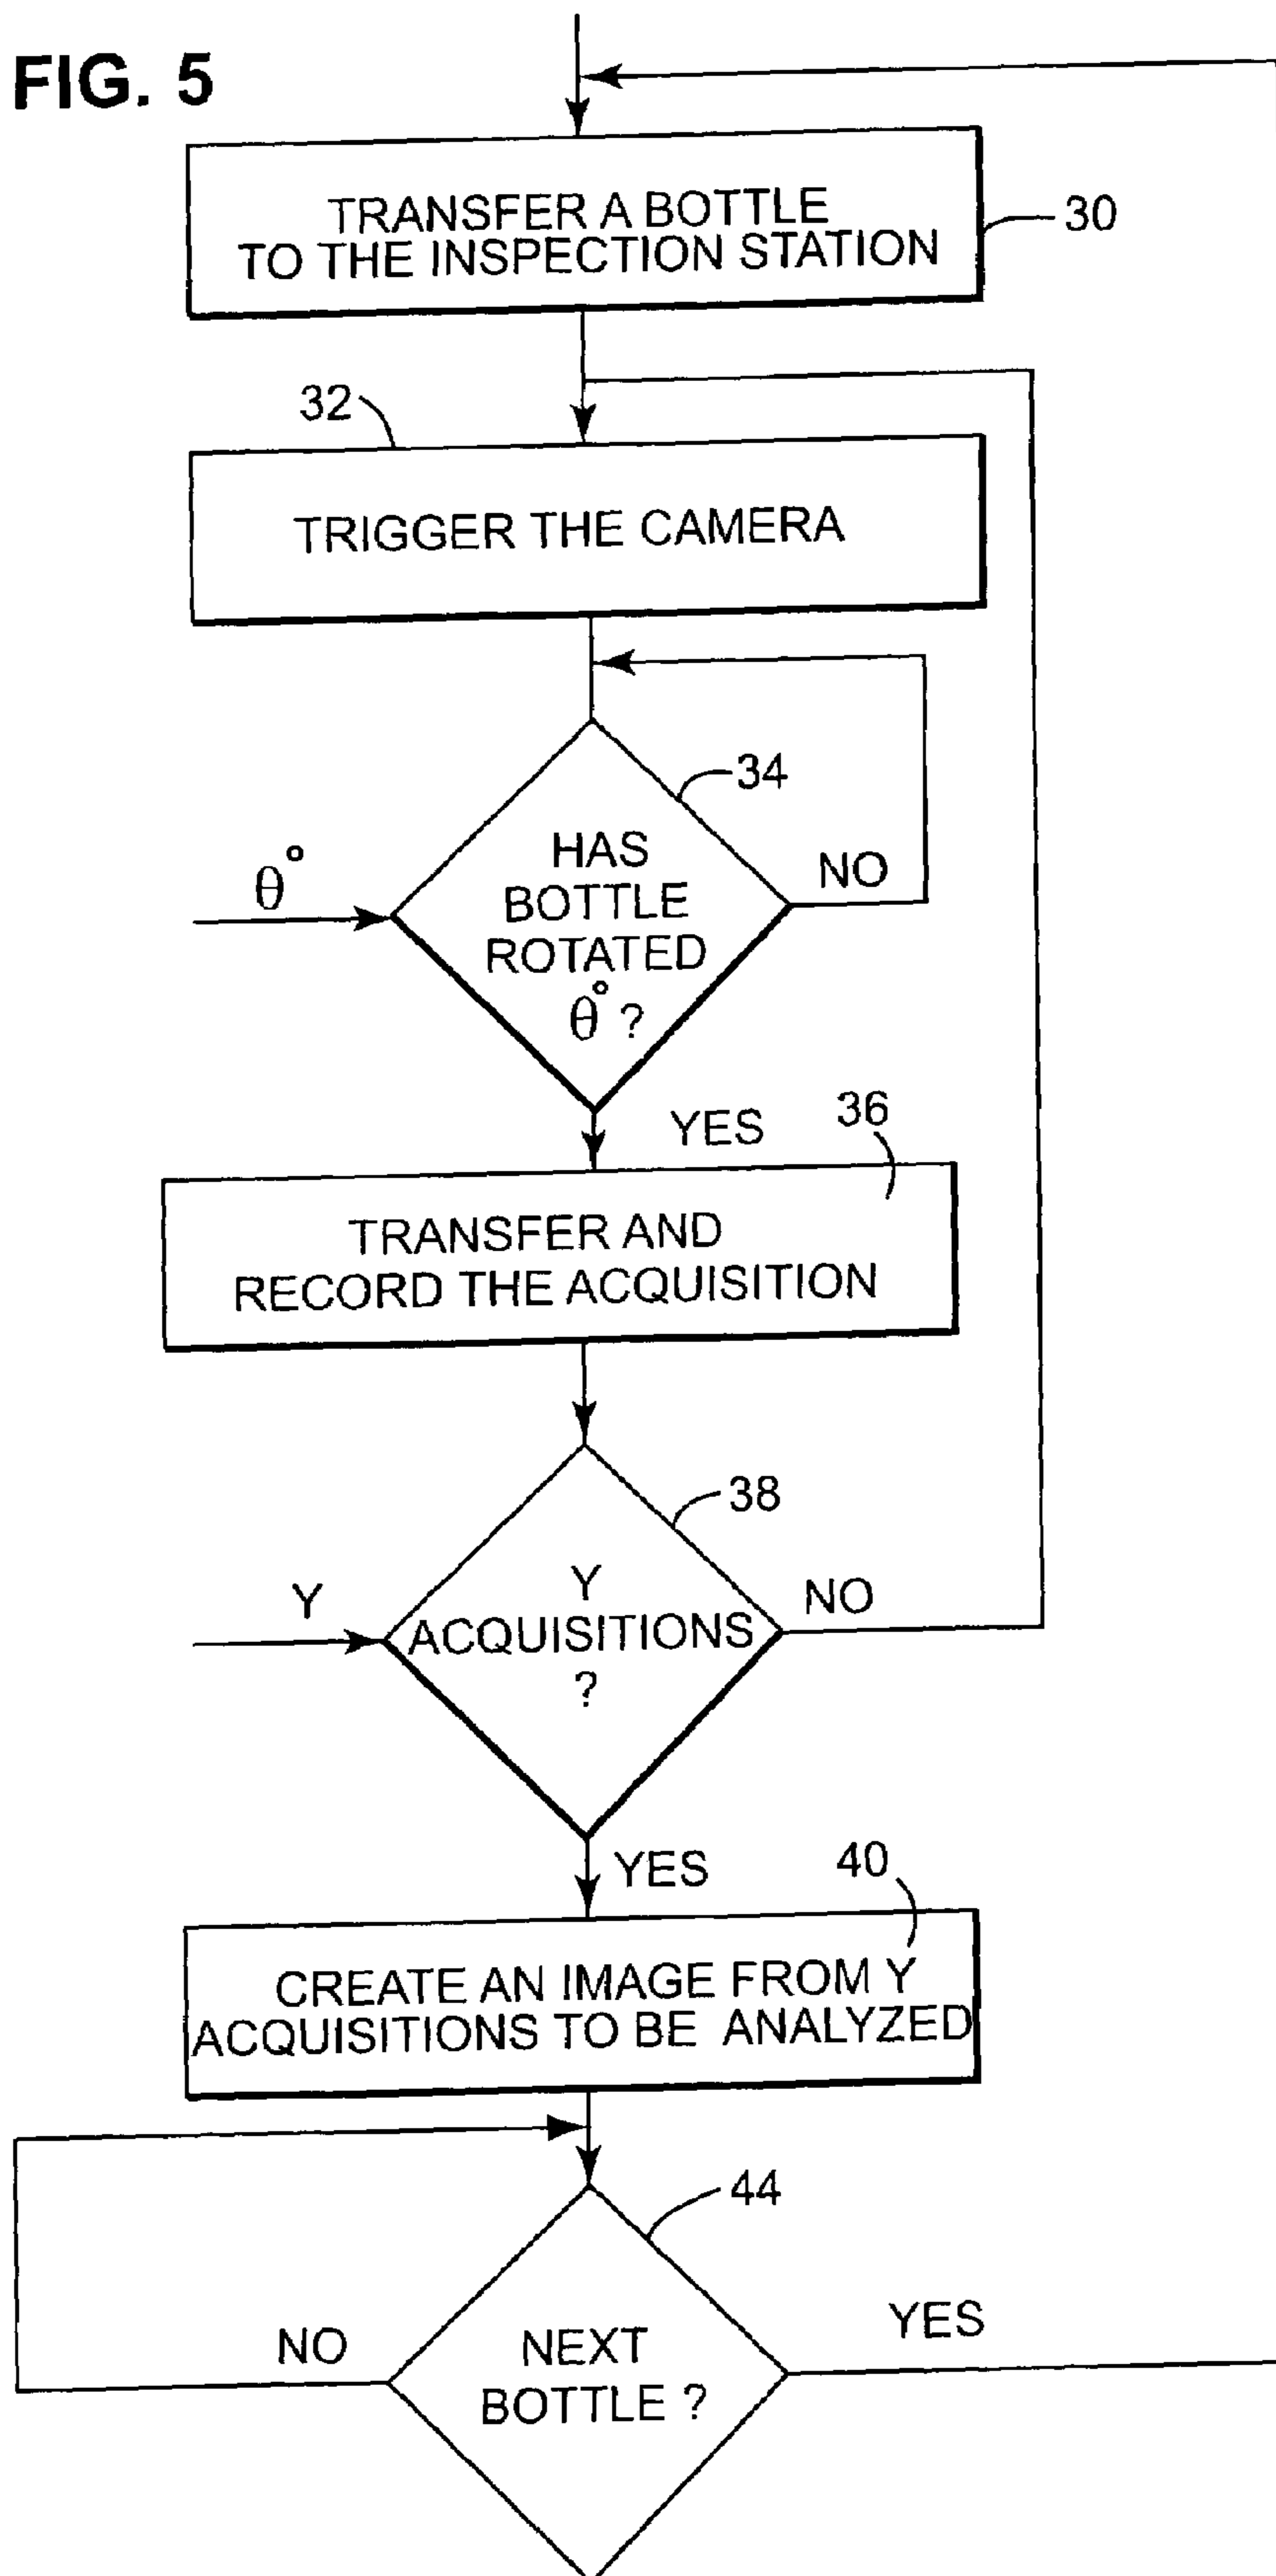 FIG. 5
TRANSFER A BOTTLE
TO THE INSPECTION STATION
30
32
TRIGGER THE CAMERA
34
HAS
BOTTLE
ROTATED
θ° ?
θ°
NO
YES
36
TRANSFER AND
RECORD THE ACQUISITION
38
Y
Y
ACQUISITIONS
?
NO
YES
40
CREATE AN IMAGE FROM Y
ACQUISITIONS TO BE ANALYZED
44
NO
NEXT
BOTTLE ?
YES